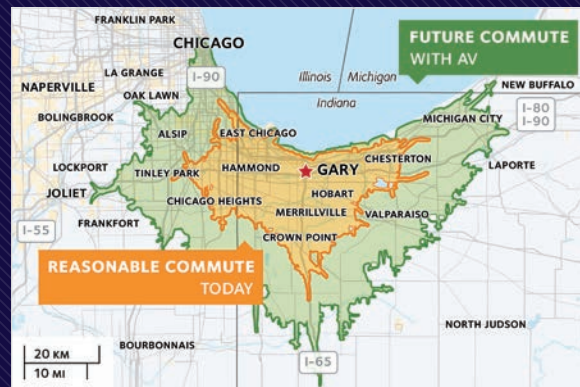 FRANKLIN PARK
CHICAGO
FUTURE COMMUTE
WITH AV
LA GRANGE
I-90
Illinois
Michigan
Indiana
NAPERVILLE
OAK LAWN
NEW BUFFALO
BOLINGBROOK
I-80
I-90
MICHIGAN CITY
ALSIP
EAST CHICAGO
CHESTERTON
LAPORTE
LOCKPORT
TINLEY PARK
HAMMOND
GARY
JOLIET
HOBART
CHICAGO HEIGHTS
MERRILLVILLE
VALPARAISO
FRANKFORT
I-55
CROWN POINT
REASONABLE COMMUTE
TODAY
NORTH JUDSON
BOURBONNAIS
20 KM
10 MI
I-65